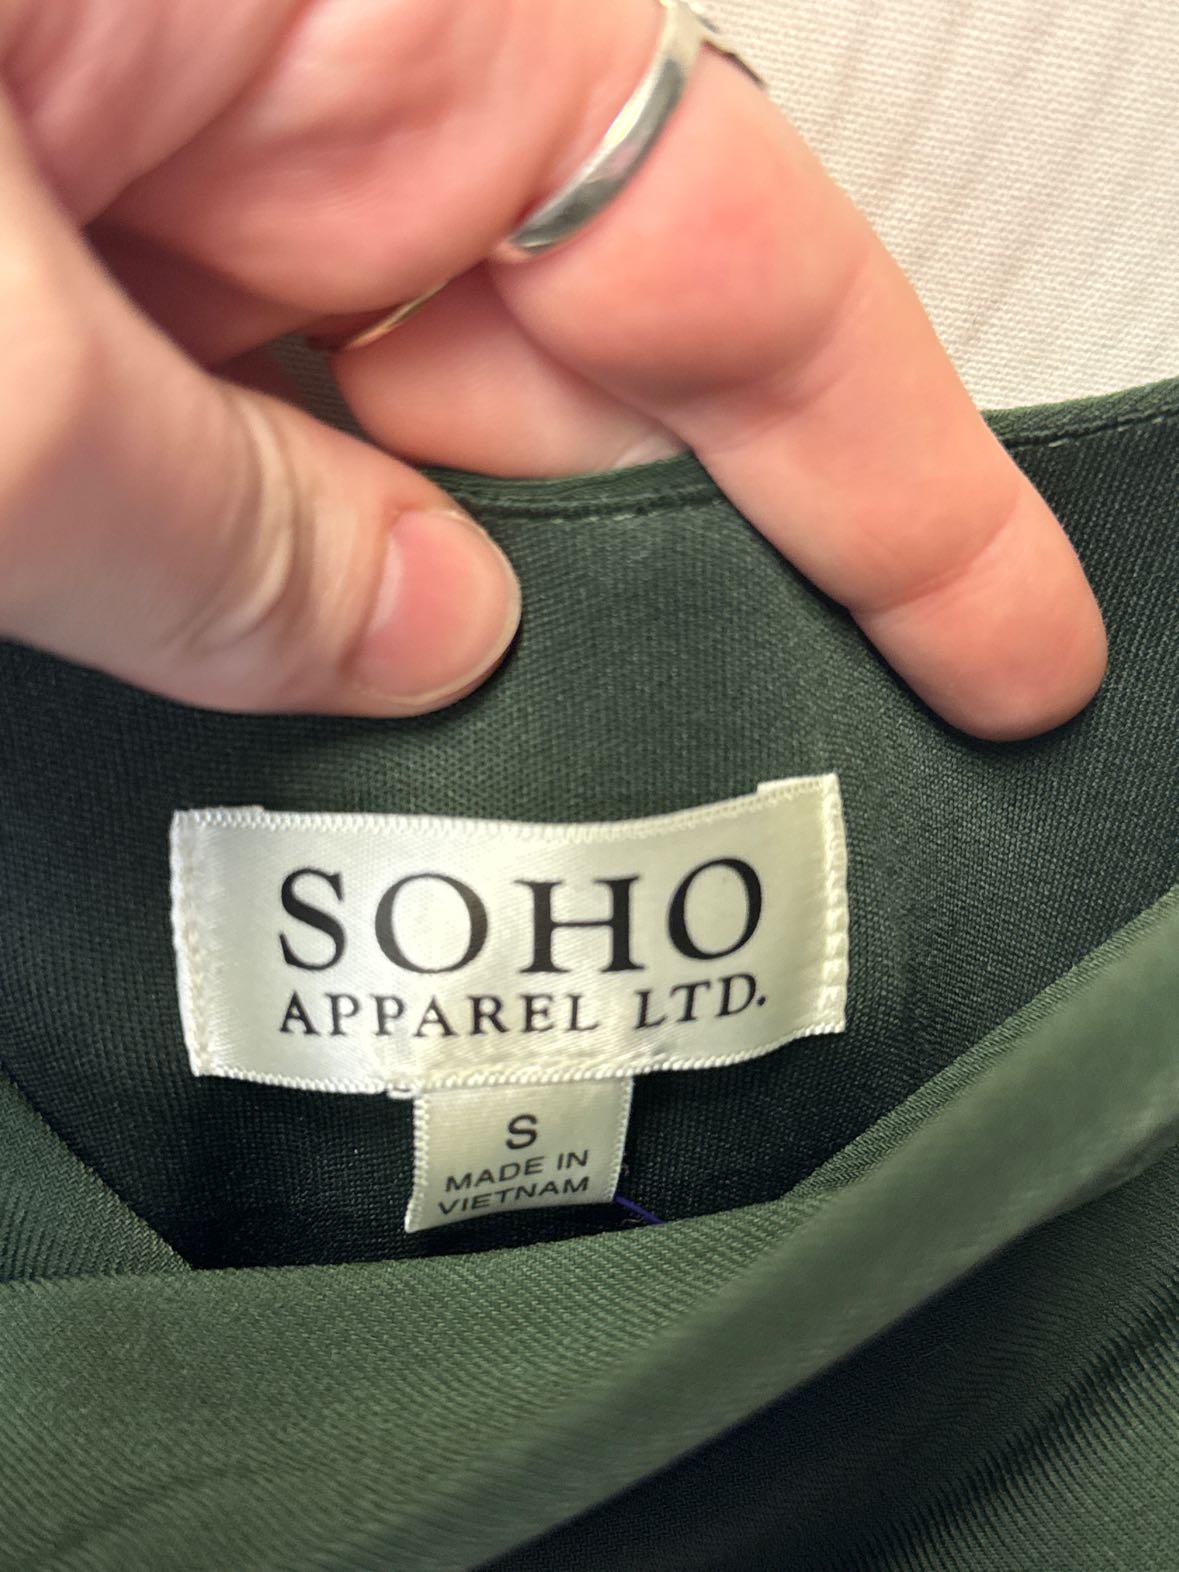 SOHO
APPAREL LTD.
S
MADE IN
VIETNAM